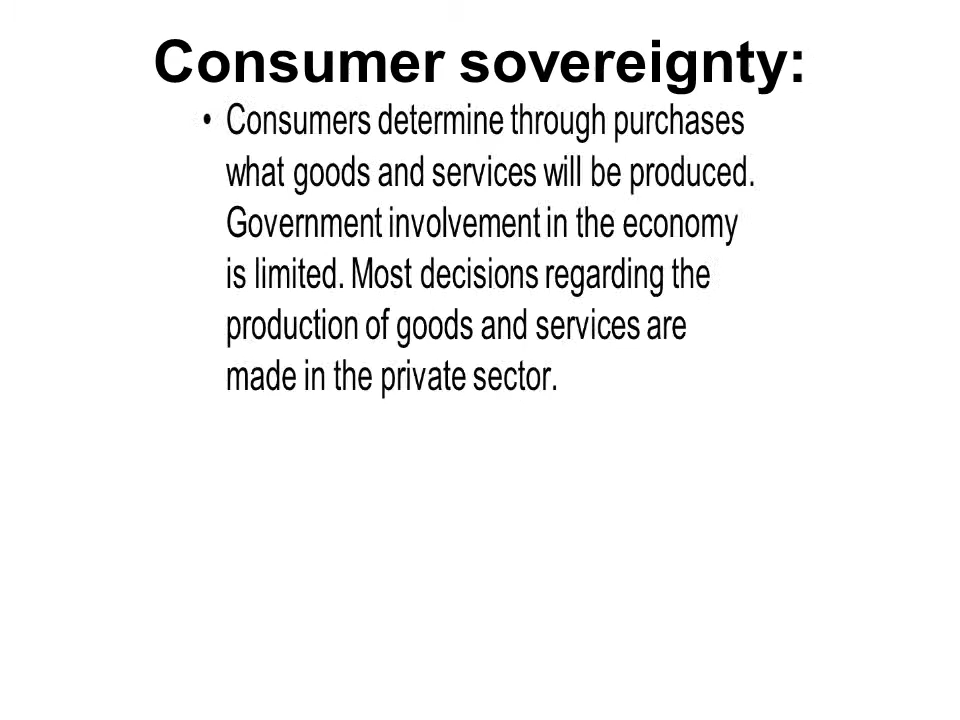 Consumer sovereignty:
• Consumers determine through purchases
what goods and services will be produced.
Government involvement in the economy
is limited. Most decisions regarding the
production of goods and services are
made in the private sector.